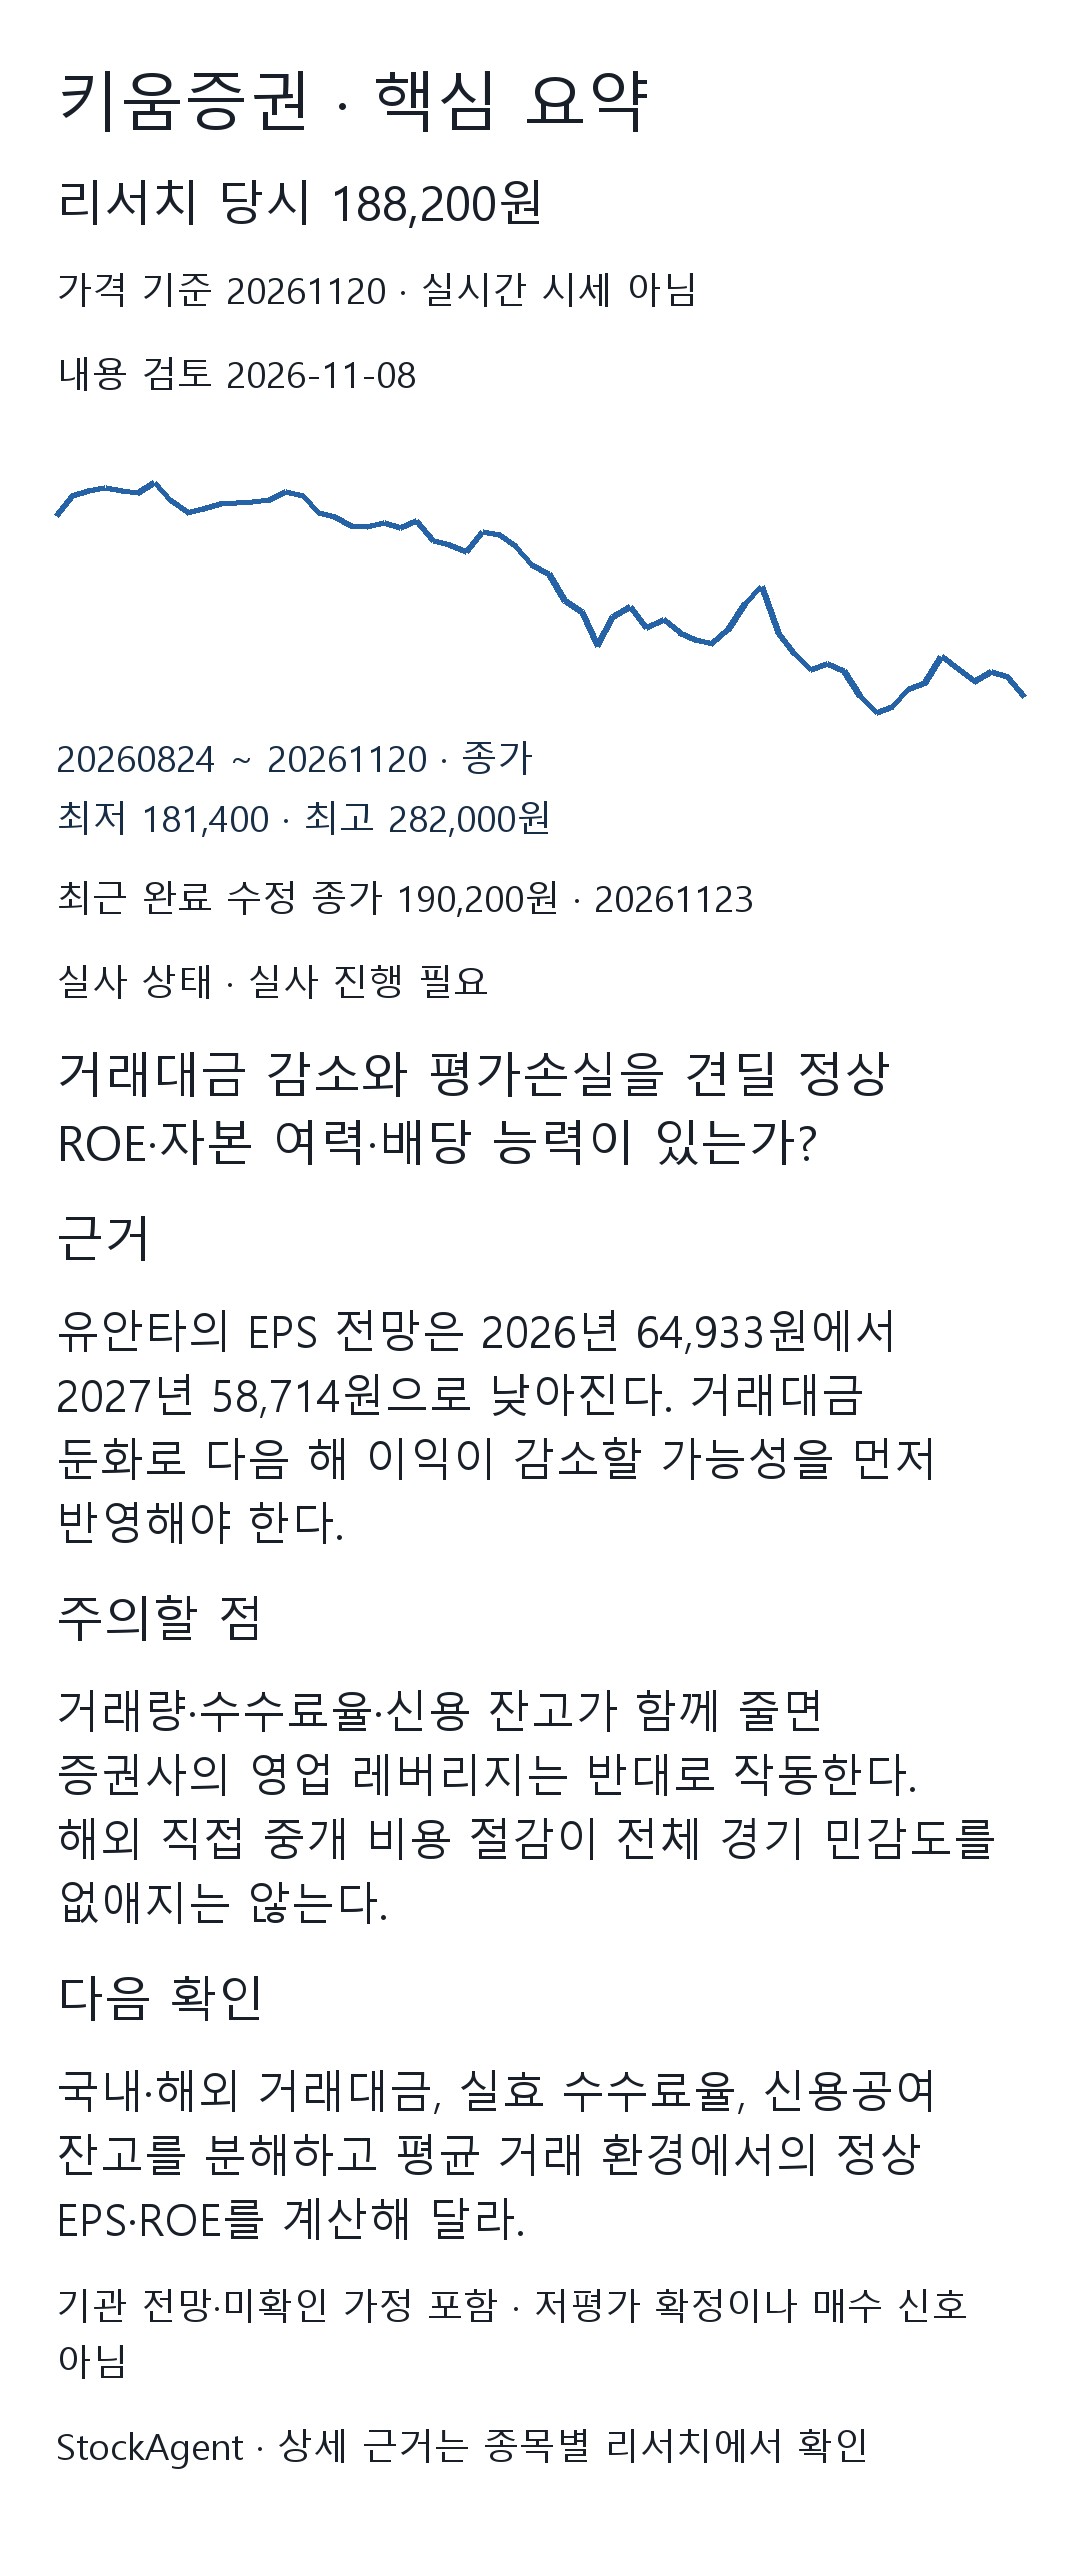 키움증권 · 핵심 요약
리서치 당시 188,200원
가격 기준 20261120 · 실시간 시세 아님
내용 검토 2026-11-08
20260824 ~ 20261120 · 종가
최저 181,400 · 최고 282,000원
최근 완료 수정 종가 190,200원 · 20261123
실사 상태 · 실사 진행 필요
거래대금 감소와 평가손실을 견딜 정상
ROE·자본 여력·배당 능력이 있는가?
근거
유안타의 EPS 전망은 2026년 64,933원에서
2027년 58,714원으로 낮아진다. 거래대금
둔화로 다음 해 이익이 감소할 가능성을 먼저
반영해야 한다.
주의할 점
거래량·수수료율·신용 잔고가 함께 줄면
증권사의 영업 레버리지는 반대로 작동한다.
해외 직접 중개 비용 절감이 전체 경기 민감도를
없애지는 않는다.
다음 확인
국내·해외 거래대금, 실효 수수료율, 신용공여
잔고를 분해하고 평균 거래 환경에서의 정상
EPS·ROE를 계산해 달라.
기관 전망·미확인 가정 포함 · 저평가 확정이나 매수 신호
아님
StockAgent · 상세 근거는 종목별 리서치에서 확인